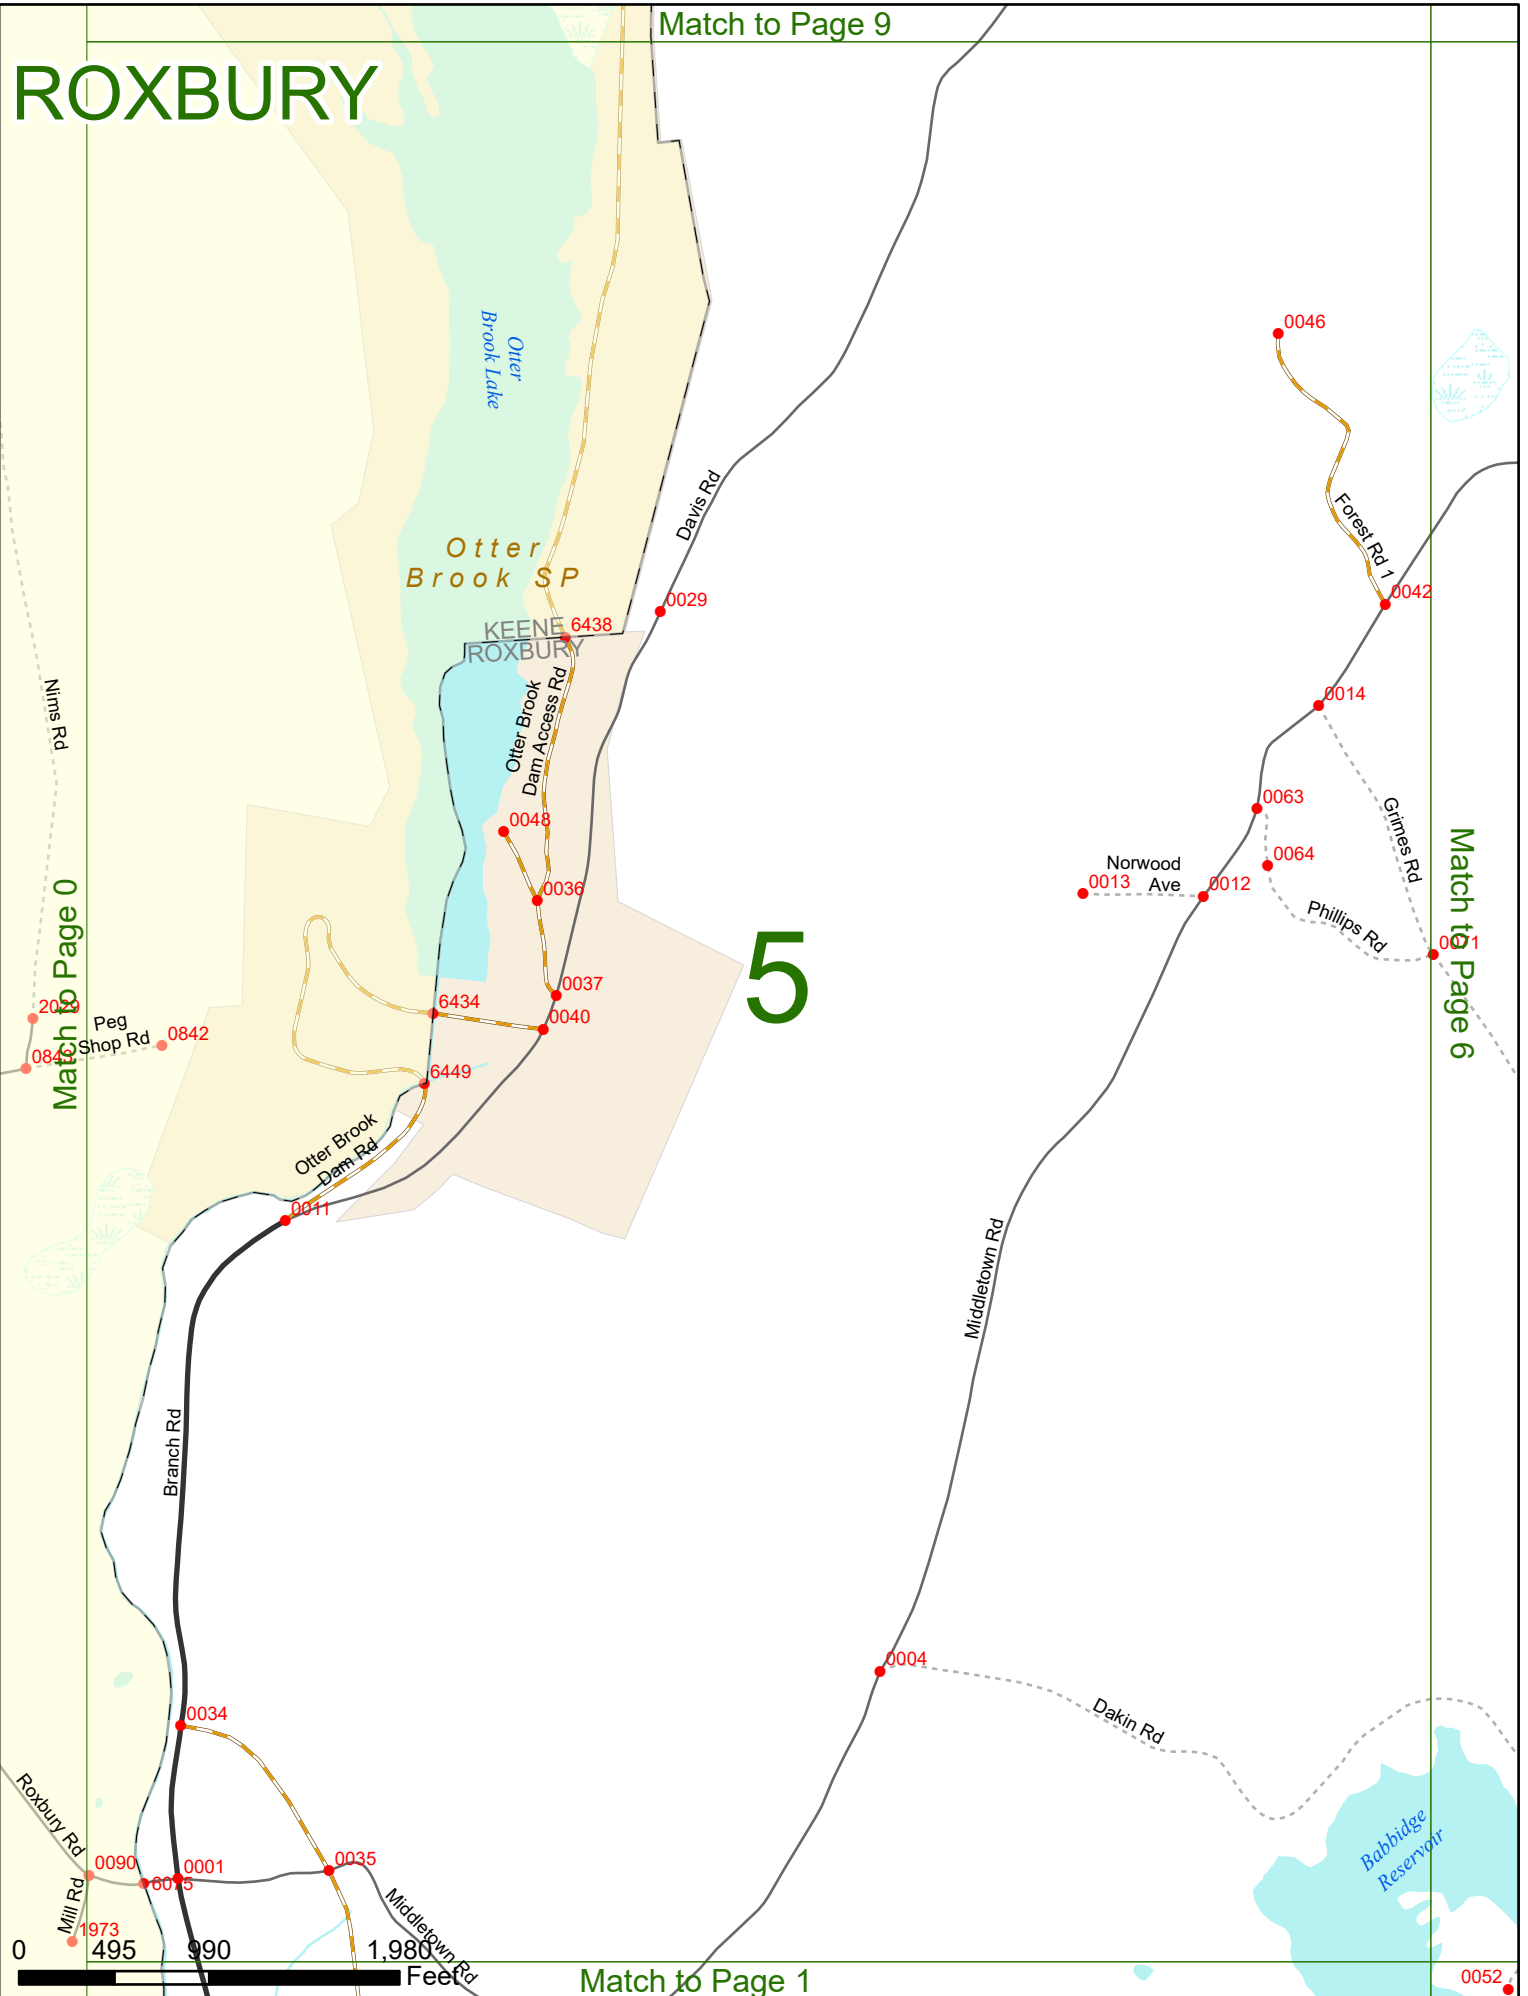 Match to Page 9
ROXBURY
0046
Otter
Brook Lake
Davis Rd
Forest Rd 1
Otter
Brook SP
0029
0042
KEENE
6438
ROXBURY
Nims Rd
Otter Brook
Dam Access Rd
0014
0063
Grimes Rd
0048
0064
Match to Page 6
Norwood
Ave
0013
0012
0036
Phillips Rd
Match to Page 0
5
0071
0037
2029
Peg
Shop Rd
0842
6434
0040
0843
6449
Otter Brook
Dam Rd
0011
Middletown Rd
Branch Rd
0004
Dakin Rd
0034
Roxbury Rd
Babbidge
Reservoir
0090
0001
0035
6075
Mill Rd
Middletown Rd
1973
0 495 990 1,980
Feet
Match to Page 1
0052